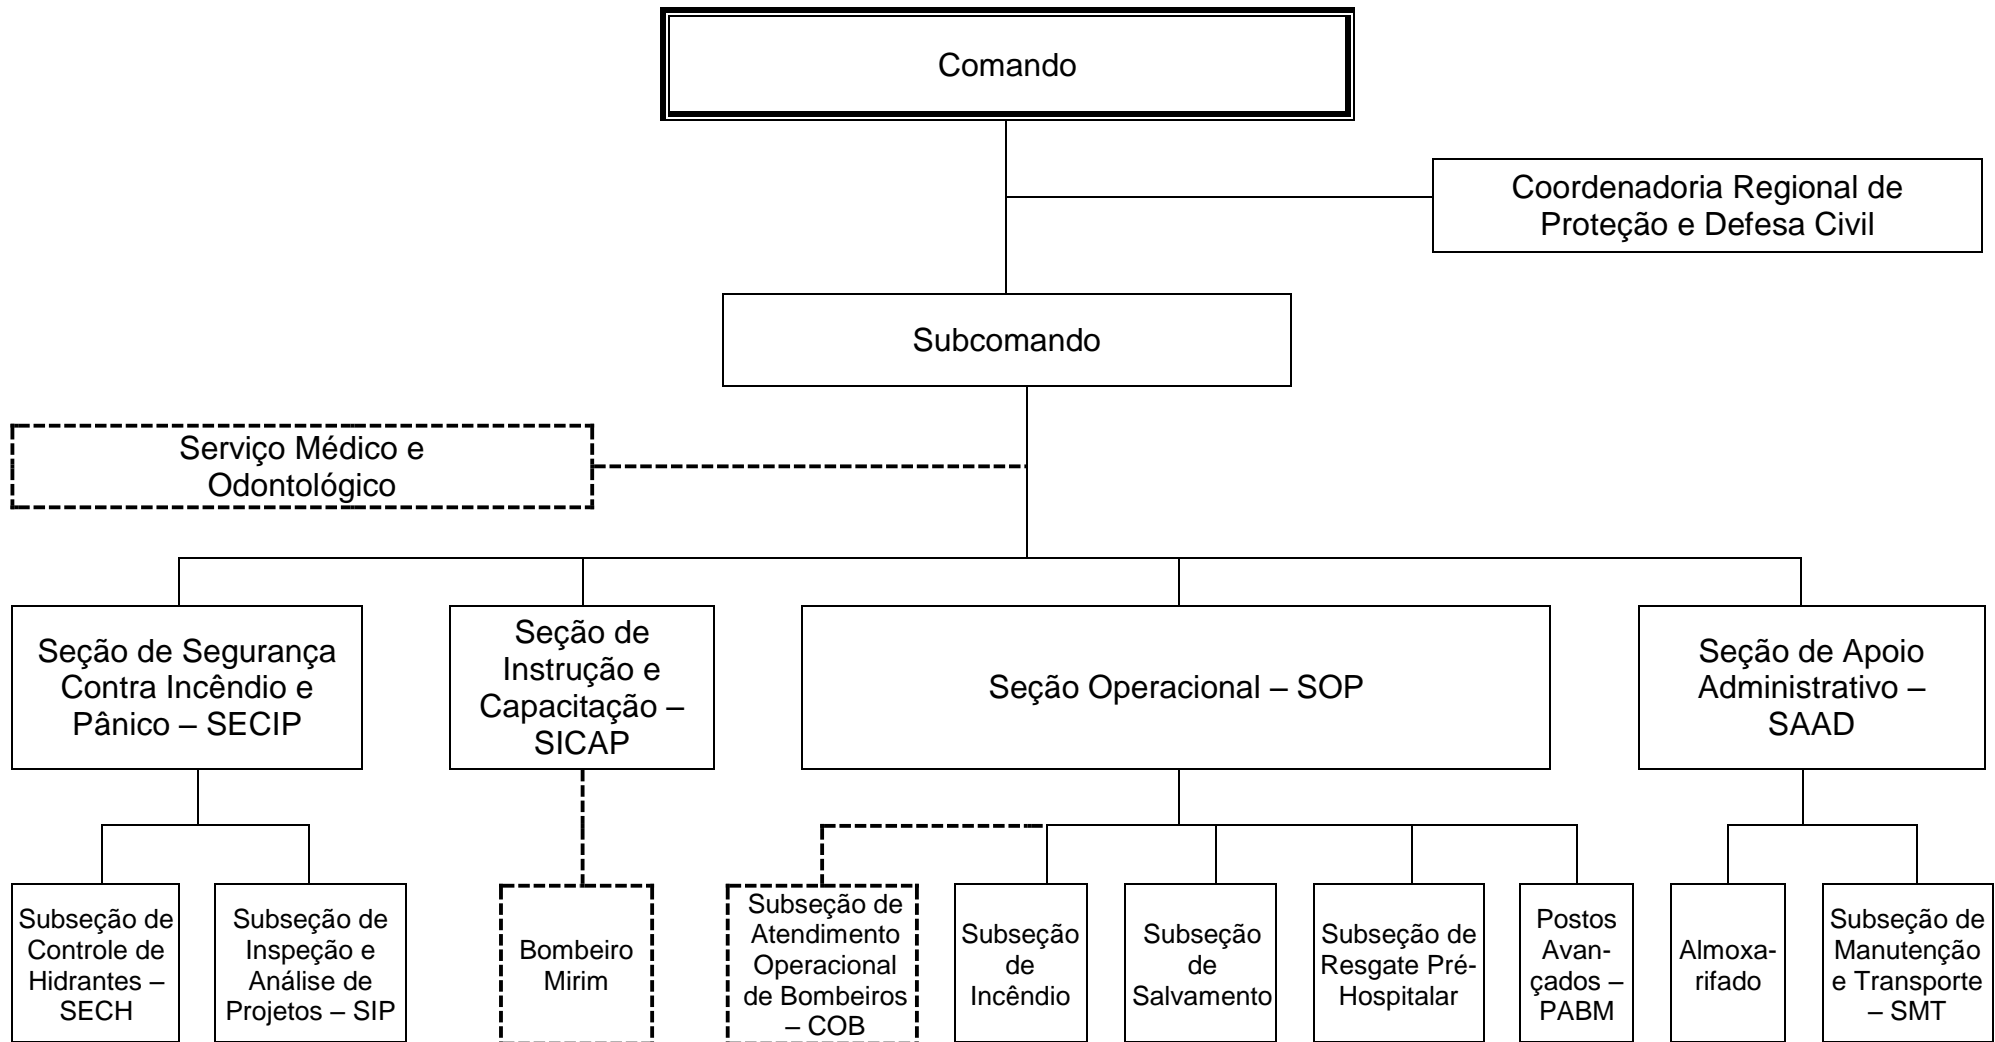 Comando
Coordenadoria Regional de
Proteção e Defesa Civil
Subcomando
Serviço Médico e
Odontológico
Seção de Segurança
Contra Incêndio e
Pânico – SECIP
Seção de
Instrução e
Capacitação –
SICAP
Seção Operacional – SOP
Seção de Apoio
Administrativo –
SAAD
Subseção de
Controle de
Hidrantes –
SECH
Subseção de
Inspeção e
Análise de
Projetos – SIP
Bombeiro
Mirim
Subseção de
Atendimento
Operacional
de Bombeiros
– COB
Subseção
de
Incêndio
Subseção
de
Salvamento
Subseção de
Resgate Pré-
Hospitalar
Postos
Avan-
çados –
PABM
Almoxa-
rifado
Subseção de
Manutenção
e Transporte
– SMT